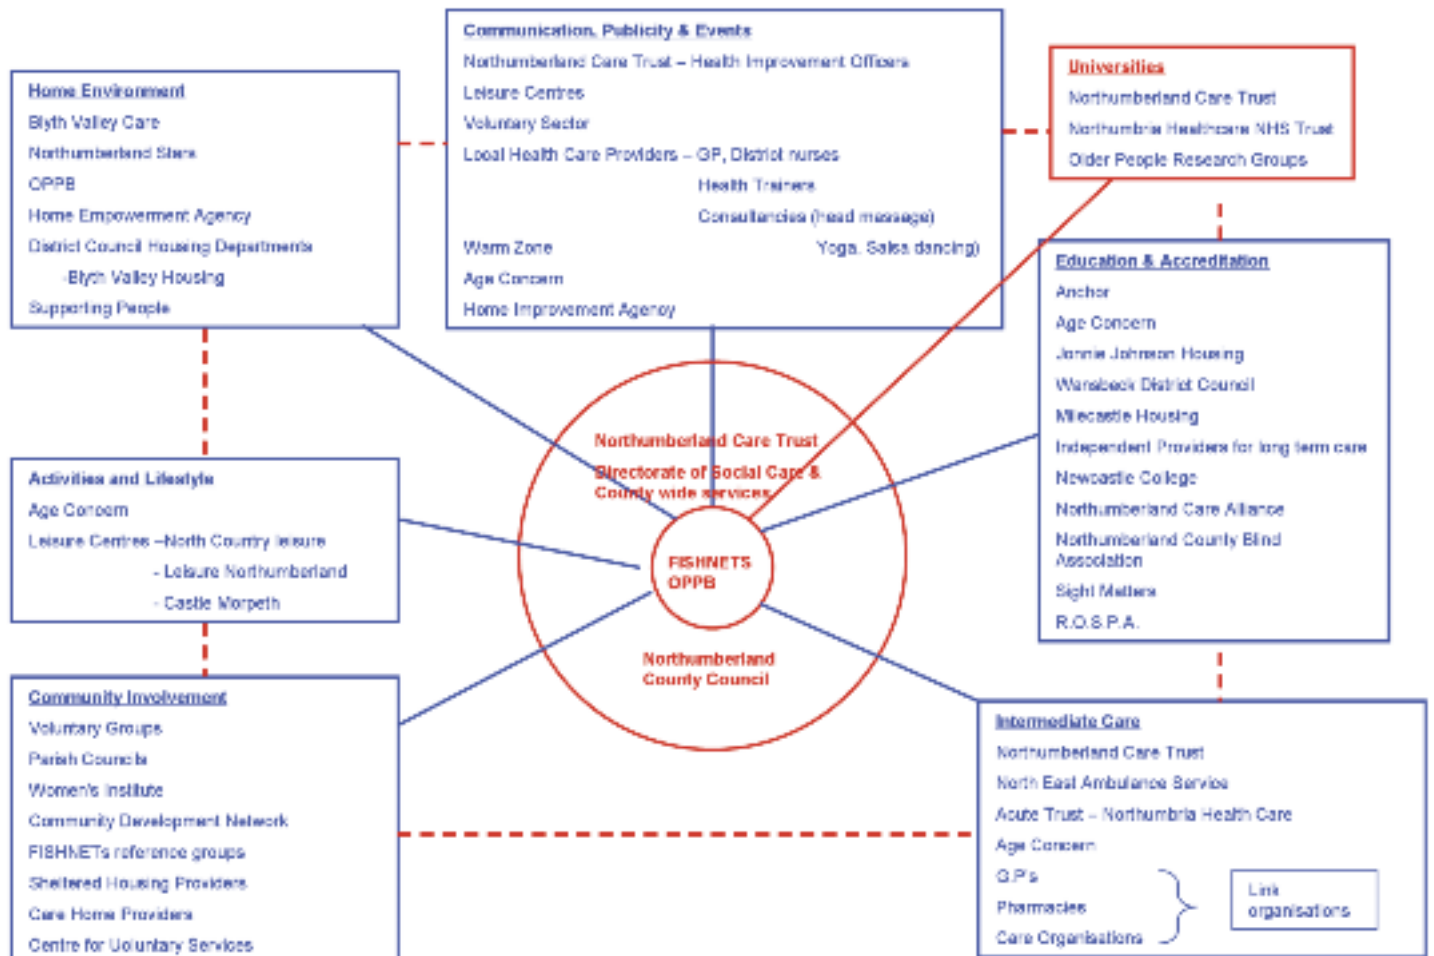 Home Environment
Blyth Valley Care
Northumberland Stars
OPPB
Home Empowerment Agency
District Council Housing Departments
-Blyth Valley Housing
Supporting People
Communication, Publicity & Events
Northumberland Care Trust – Health Improvement Officers
Leisure Centres
Voluntary Sector
Local Health Care Providers – GP, District nurses
Health Trainers
Consultancies (head massage)
Warm Zone Yoga, Salsa dancing)
Age Concern
Home Improvement Agency
Universities
Northumberland Care Trust
Northumbria Healthcare NHS Trust
Older People Research Groups
Education & Accreditation
Anchor
Age Concern
Jonnie Johnson Housing
Wansbeck District Council
Milecastle Housing
Independent Providers for long term care
Newcastle College
Northumberland Care Alliance
Northumberland County Blind
Association
Sight Matters
R.O.S.P.A.
Northumberland Care Trust
Directorate of Social Care &
County wide services
FISHNETS
OPPB
Northumberland
County Council
Activities and Lifestyle
Age Concern
Leisure Centres –North Country leisure
- Leisure Northumberland
- Castle Morpeth
Community Involvement
Voluntary Groups
Parish Councils
Women's Institute
Community Development Network
FISHNETs reference groups
Sheltered Housing Providers
Care Home Providers
Centre for Uoluntary Services
Intermediate Care
Northumberland Care Trust
North East Ambulance Service
Acute Trust – Northumbria Health Care
Age Concern
G.P's
Pharmacies
Care Organisations
Link
organisations